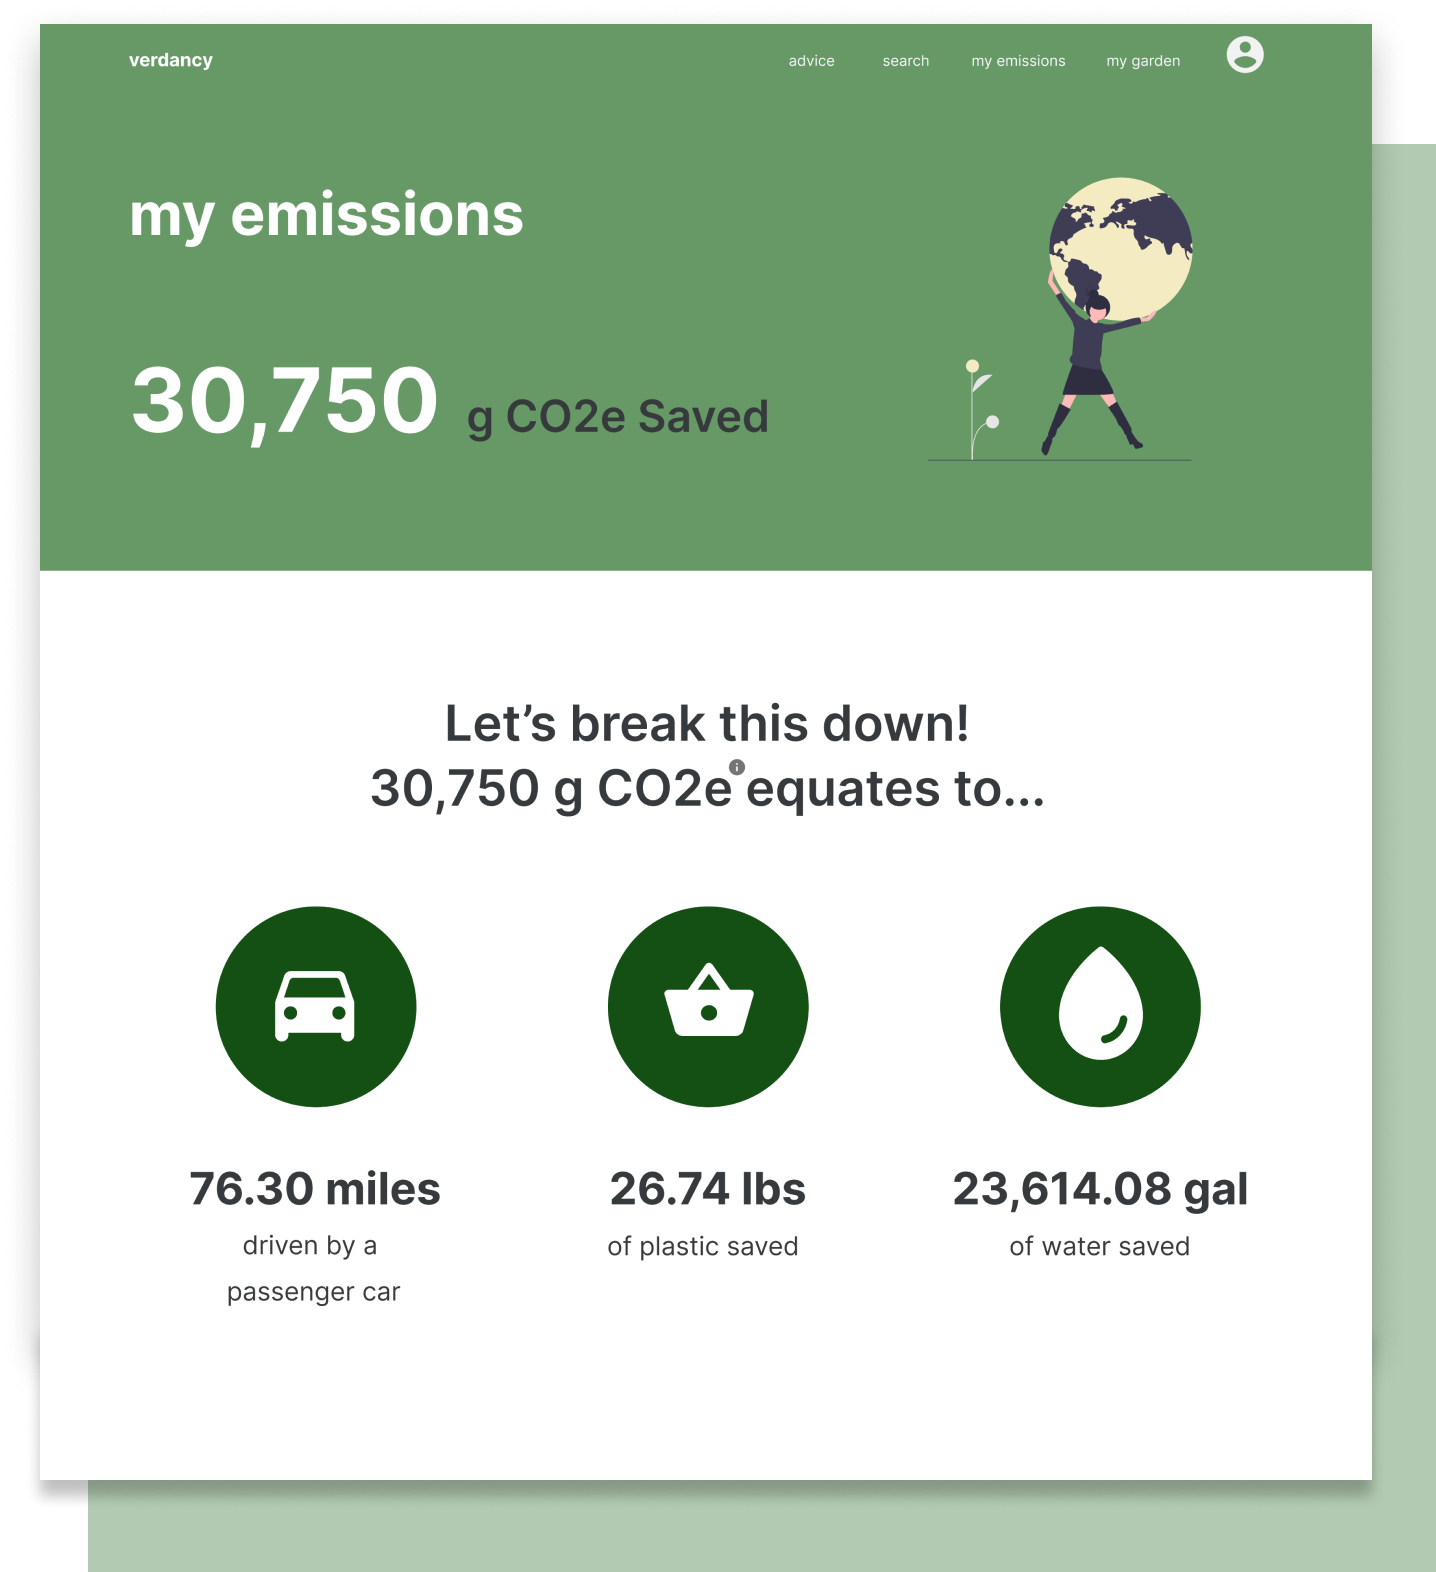 verdancy
advice search my emissions my garden
my emissions
30,750 g CO2e Saved
Let’s break this down!
30,750 g CO2e equates to...
76.30 miles
driven by a
passenger car
26.74 lbs
of plastic saved
23,614.08 gal
of water saved